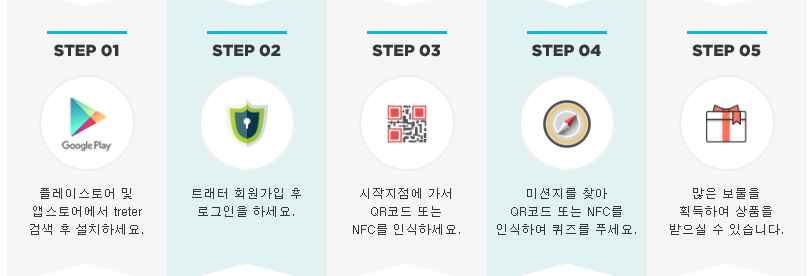 STEP 01
Google Play
플레이스토어 및
앱스토어에서 treter
검색 후 설치하세요.
STEP 02
트래터 회원가입 후
로그인을 하세요.
STEP 03
시작지점에 가서
QR코드 또는
NFC를 인식하세요.
STEP 04
미션지를 찾아
QR코드 또는 NFC를
인식하여 퀴즈를 푸세요.
STEP 05
많은 보물을
획득하여 상품을
받으실 수 있습니다.